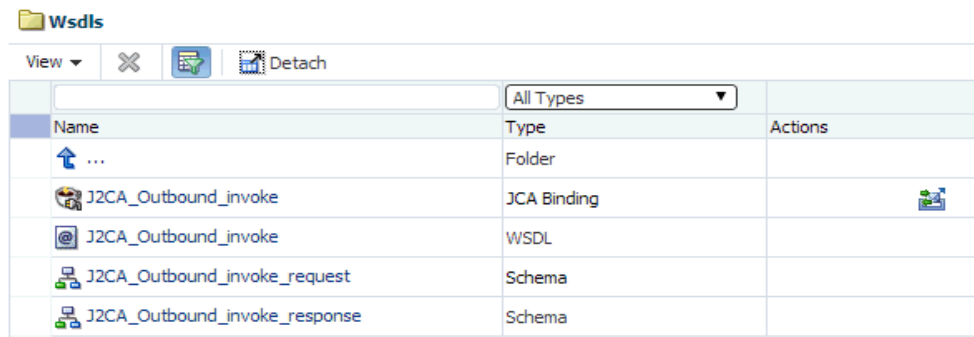 Wsdls
View Detach
All Types
Name Type Actions
... Folder
J2CA_Outbound_invoke JCA Binding
J2CA_Outbound_invoke WSDL
J2CA_Outbound_invoke_request Schema
J2CA_Outbound_invoke_response Schema